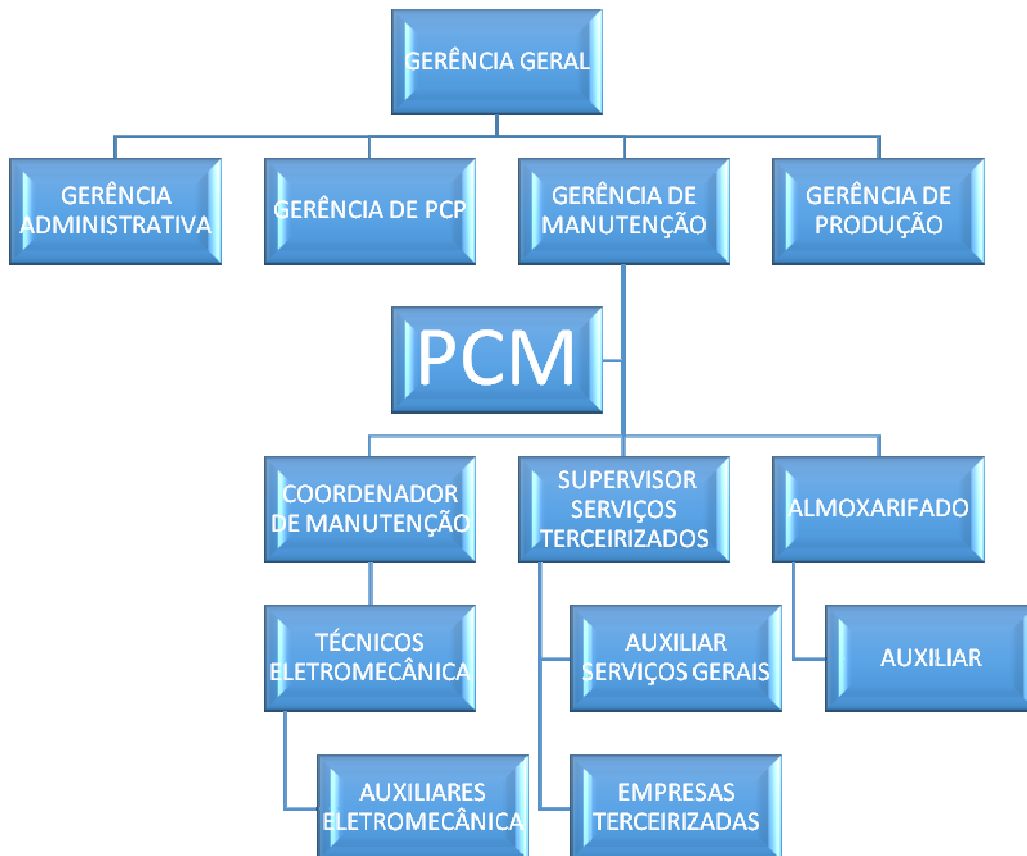 GERÊNCIA GERAL
GERÊNCIA
ADMINISTRATIVA
GERÊNCIA DE PCP
GERÊNCIA DE
MANUTENÇÃO
GERÊNCIA DE
PRODUÇÃO
PCM
COORDENADOR
DE MANUTENÇÃO
SUPERVISOR
SERVIÇOS
TERCEIRIZADOS
ALMOXARIFADO
TÉCNICOS
ELETROMECÂNICA
AUXILIAR
SERVIÇOS GERAIS
AUXILIAR
AUXILIARES
ELETROMECÂNICA
EMPRESAS
TERCEIRIZADAS